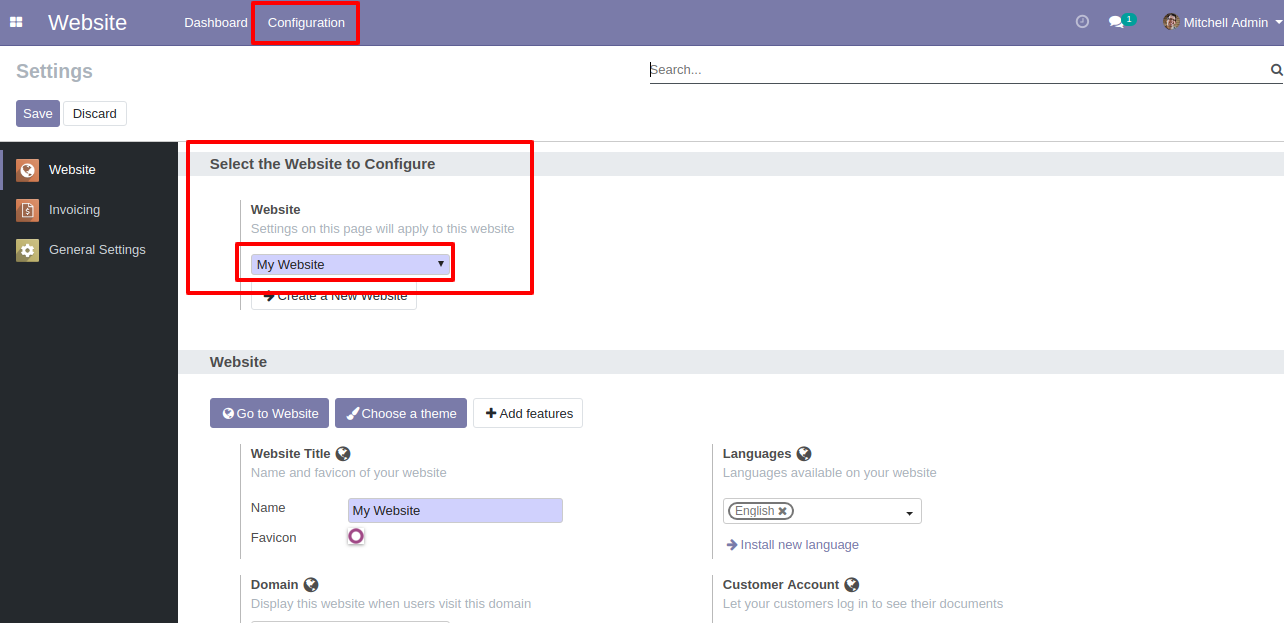 Website Dashboard Configuration 1 Mitchell Admin
Settings Search...
Save Discard
Website
Invoicing
General Settings
Select the Website to Configure
Website
Settings on this page will apply to this website
My Website
Create a New Website
Website
Go to Website Choose a theme Add features
Website Title
Name and favicon of your website
Name My Website
Favicon
Languages
Languages available on your website
English
Install new language
Domain
Display this website when users visit this domain
Customer Account
Let your customers log in to see their documents